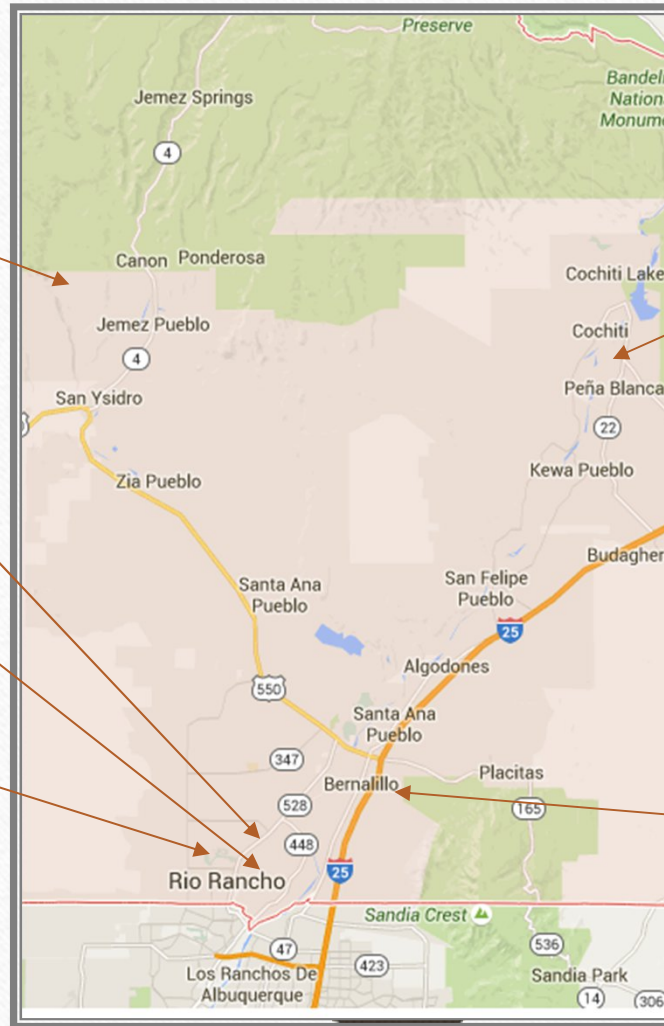 Preserve
Bandel
Nation
Monume
Jemez Springs
4
Canon
Ponderosa
Cochiti Lake
Jemez Pueblo
Cochiti
4
Peña Blanca
San Ysidro
22
Kewa Pueblo
Zia Pueblo
Budagher
San Felipe
Pueblo
Santa Ana
Pueblo
25
Algodones
550
Santa Ana
Pueblo
347
Placitas
Bernalillo
528
165
448
25
Rio Rancho
Sandia Crest
47
536
423
Los Ranchos De
Albuquerque
Sandia Park
14
306